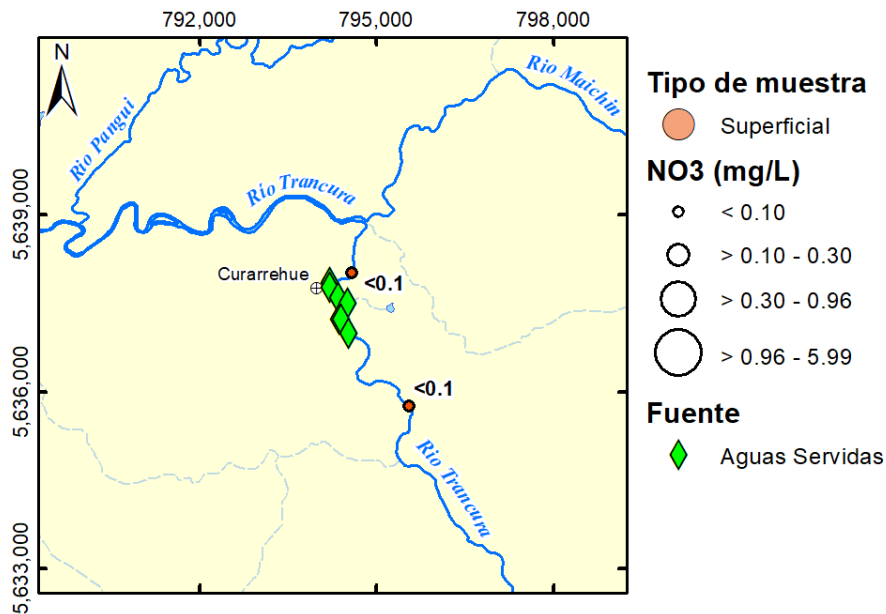 792,000
795,000
798,000
N
Rio Pangui
Rio Maichin
Río Trancura
5,639,000
Curarrehue
<0.1
5,636,000
<0.1
Rio Trancura
5,633,000
Tipo de muestra
Superficial
NO3 (mg/L)
< 0.10
> 0.10 - 0.30
> 0.30 - 0.96
> 0.96 - 5.99
Fuente
Aguas Servidas